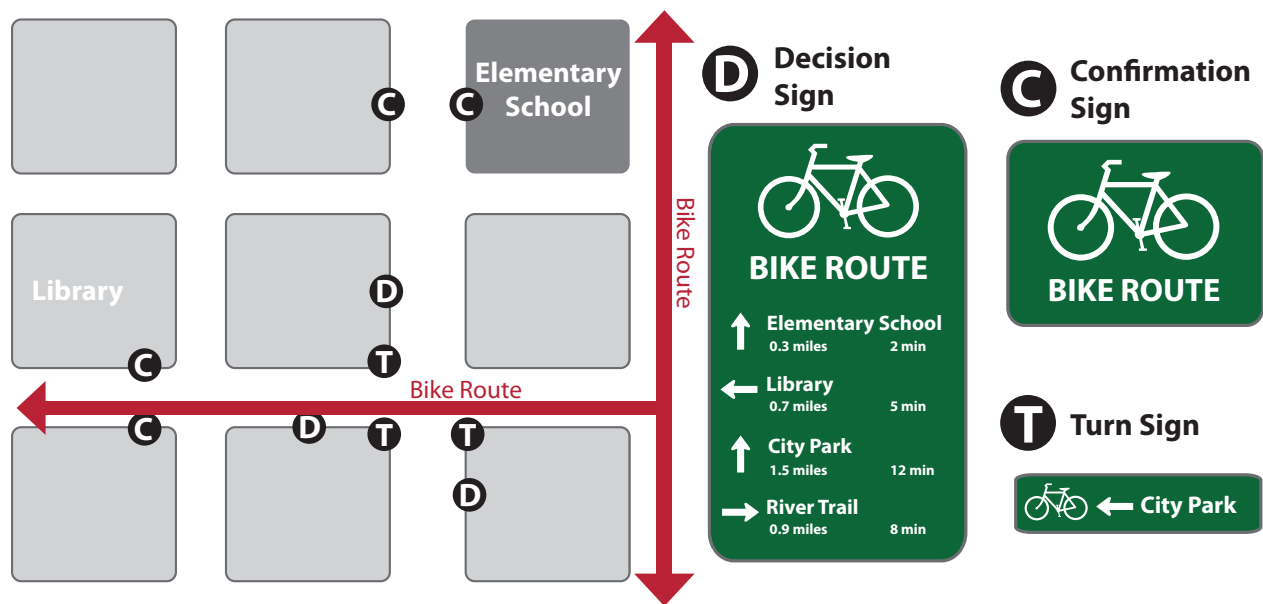 Elementary
School
C
C
Library
D
C
T
Bike Route
C
D
T
T
D
Bike Route
D
Decision
Sign
BIKE ROUTE
Elementary School
0.3 miles 2 min
Library
0.7 miles 5 min
City Park
1.5 miles 12 min
River Trail
0.9 miles 8 min
C
Confirmation
Sign
BIKE ROUTE
T
Turn Sign
City Park